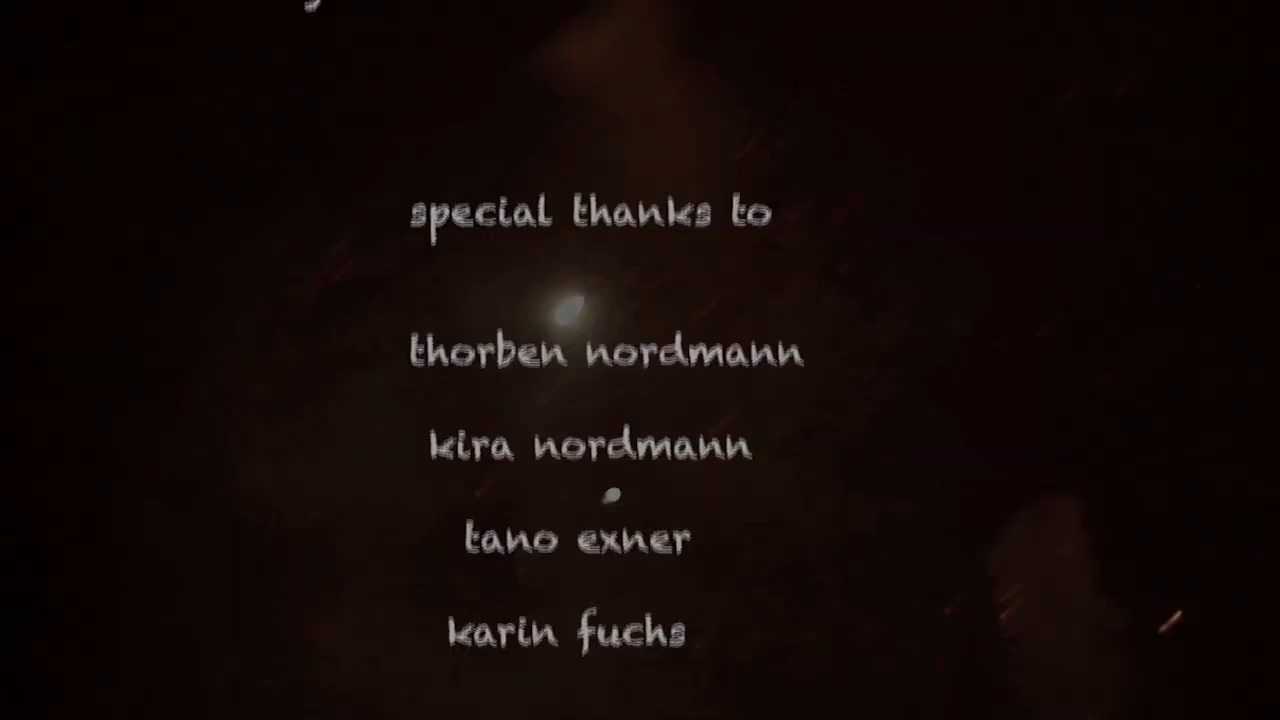 special thanks to
thorben nordmann
kira nordmann
tano exner
karin fuchs